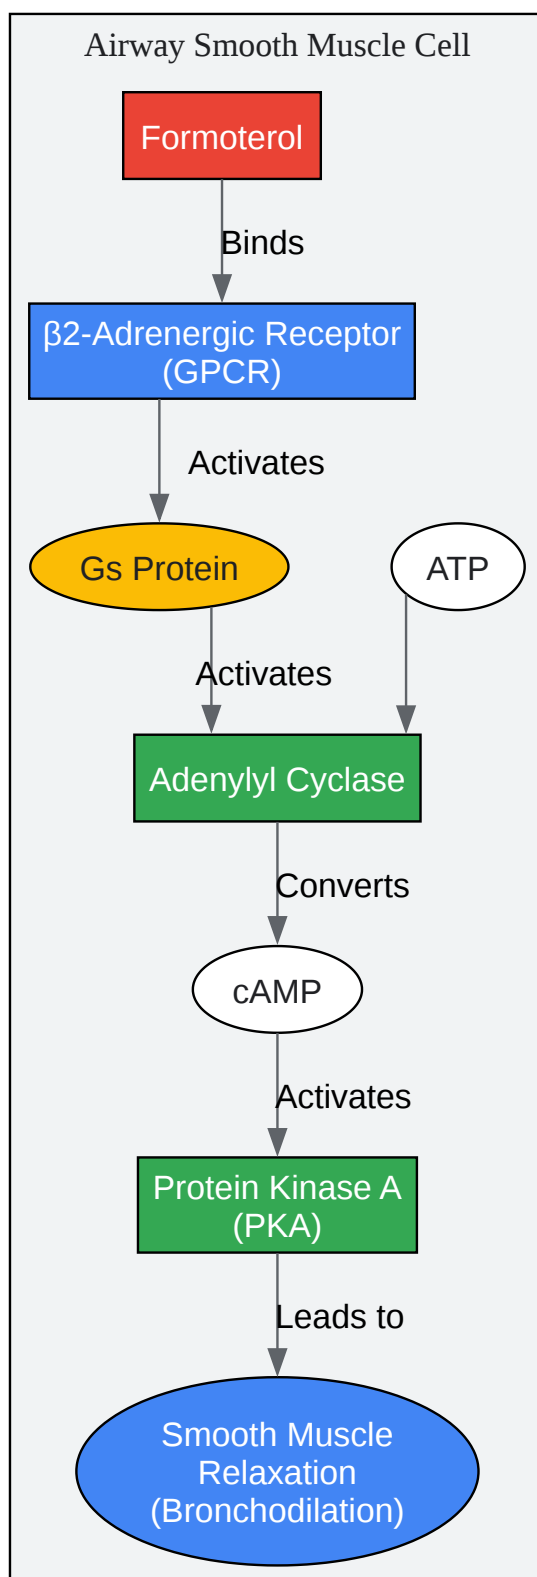 Airway Smooth Muscle Cell
Formoterol
Binds
β2-Adrenergic Receptor
(GPCR)
Activates
Gs Protein
ATP
Activates
Adenylyl Cyclase
Converts
cAMP
Activates
Protein Kinase A
(PKA)
Leads to
Smooth Muscle
Relaxation
(Bronchodilation)